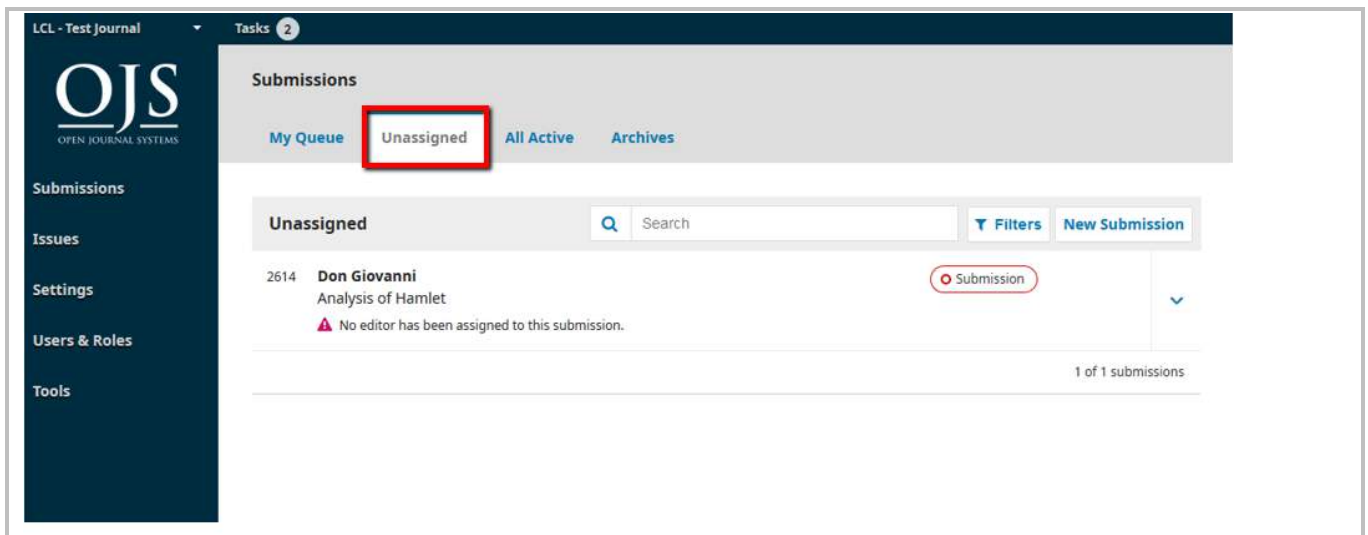 LCL - Test Journal Tasks 2
OJS
OPEN JOURNAL SYSTEMS
Submissions
Issues
Settings
Users & Roles
Tools
Submissions
My Queue Unassigned All Active Archives
Unassigned Search Filters New Submission
2614 Don Giovanni Submission
Analysis of Hamlet
No editor has been assigned to this submission.
1 of 1 submissions